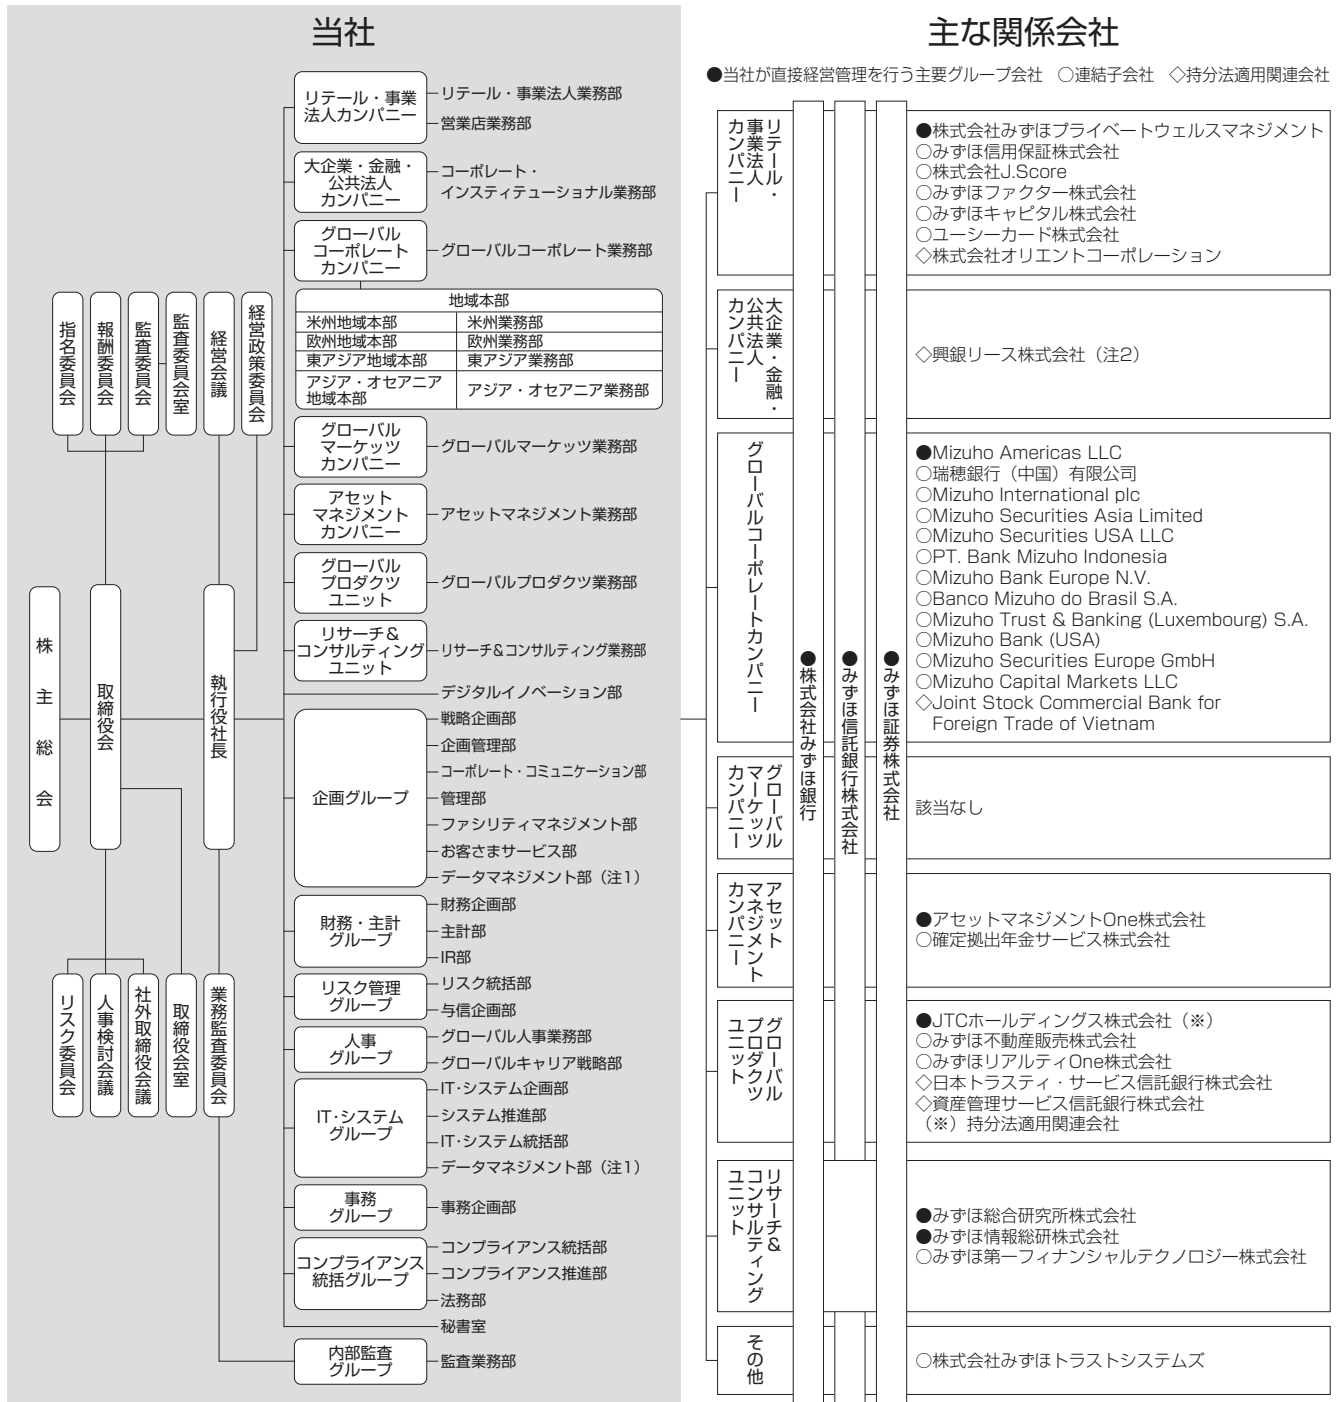 当社
リテール・事業
法人カンパニー
リテール・事業法人業務部
営業店業務部
大企業・金融・
公共法人
カンパニー
コーポレート・
インスティテューショナル業務部
グローバル
コーポレート
カンパニー
グローバルコーポレート業務部
地域本部
米州地域本部
米州業務部
欧州地域本部
欧州業務部
東アジア地域本部
東アジア業務部
アジア・オセアニア
地域本部
アジア・オセアニア業務部
グローバル
マーケッツ
カンパニー
グローバルマーケッツ業務部
アセット
マネジメント
カンパニー
アセットマネジメント業務部
グローバル
プロダクツ
ユニット
グローバルプロダクツ業務部
リサーチ&
コンサルティング
ユニット
リサーチ&コンサルティング業務部
デジタルイノベーション部
企画グループ
戦略企画部
企画管理部
コーポレート・コミュニケーション部
管理部
ファシリティマネジメント部
お客さまサービス部
データマネジメント部（注1）
財務・主計
グループ
財務企画部
主計部
IR部
リスク管理
グループ
リスク統括部
与信企画部
人事
グループ
グローバル人事業務部
グローバルキャリア戦略部
IT・システム
グループ
IT・システム企画部
システム推進部
IT・システム統括部
データマネジメント部（注1）
事務
グループ
事務企画部
コンプライアンス
統括グループ
コンプライアンス統括部
コンプライアンス推進部
法務部
秘書室
内部監査
グループ
監査業務部
指名委員会
報酬委員会
監査委員会
監査委員会室
経営会議
経営政策委員会
株主総会
取締役会
執行役社長
リスク委員会
人事検討会議
社外取締役会議
取締役会室
業務監査委員会
主な関係会社
●当社が直接経営管理を行う主要グループ会社 ○連結子会社 ◇持分法適用関連会社
リテール・
事業法人
カンパニー
●株式会社みずほプライベートウェルスマネジメント
○みずほ信用保証株式会社
○株式会社J.Score
○みずほファクター株式会社
○みずほキャピタル株式会社
○ユーシーカード株式会社
◇株式会社オリエントコーポレーション
大企業・金融・
公共法人
カンパニー
◇興銀リース株式会社（注2）
グローバルコーポレートカンパニー
●Mizuho Americas LLC
○瑞穂銀行（中国）有限公司
○Mizuho International plc
○Mizuho Securities Asia Limited
○Mizuho Securities USA LLC
○PT. Bank Mizuho Indonesia
○Mizuho Bank Europe N.V.
○Banco Mizuho do Brasil S.A.
○Mizuho Trust & Banking (Luxembourg) S.A.
○Mizuho Bank (USA)
○Mizuho Securities Europe GmbH
○Mizuho Capital Markets LLC
◇Joint Stock Commercial Bank for
Foreign Trade of Vietnam
●株式会社みずほ銀行
●みずほ信託銀行株式会社
●みずほ証券株式会社
グローバル
マーケッツ
カンパニー
該当なし
アセット
マネジメント
カンパニー
●アセットマネジメントOne株式会社
○確定拠出年金サービス株式会社
グローバル
プロダクツ
ユニット
●JTCホールディングス株式会社（※）
○みずほ不動産販売株式会社
○みずほリアルティOne株式会社
◇日本トラスティ・サービス信託銀行株式会社
◇資産管理サービス信託銀行株式会社
（※）持分法適用関連会社
リサーチ&
コンサルティング
ユニット
●みずほ総合研究所株式会社
●みずほ情報総研株式会社
○みずほ第一フィナンシャルテクノロジー株式会社
その他
○株式会社みずほトラストシステムズ